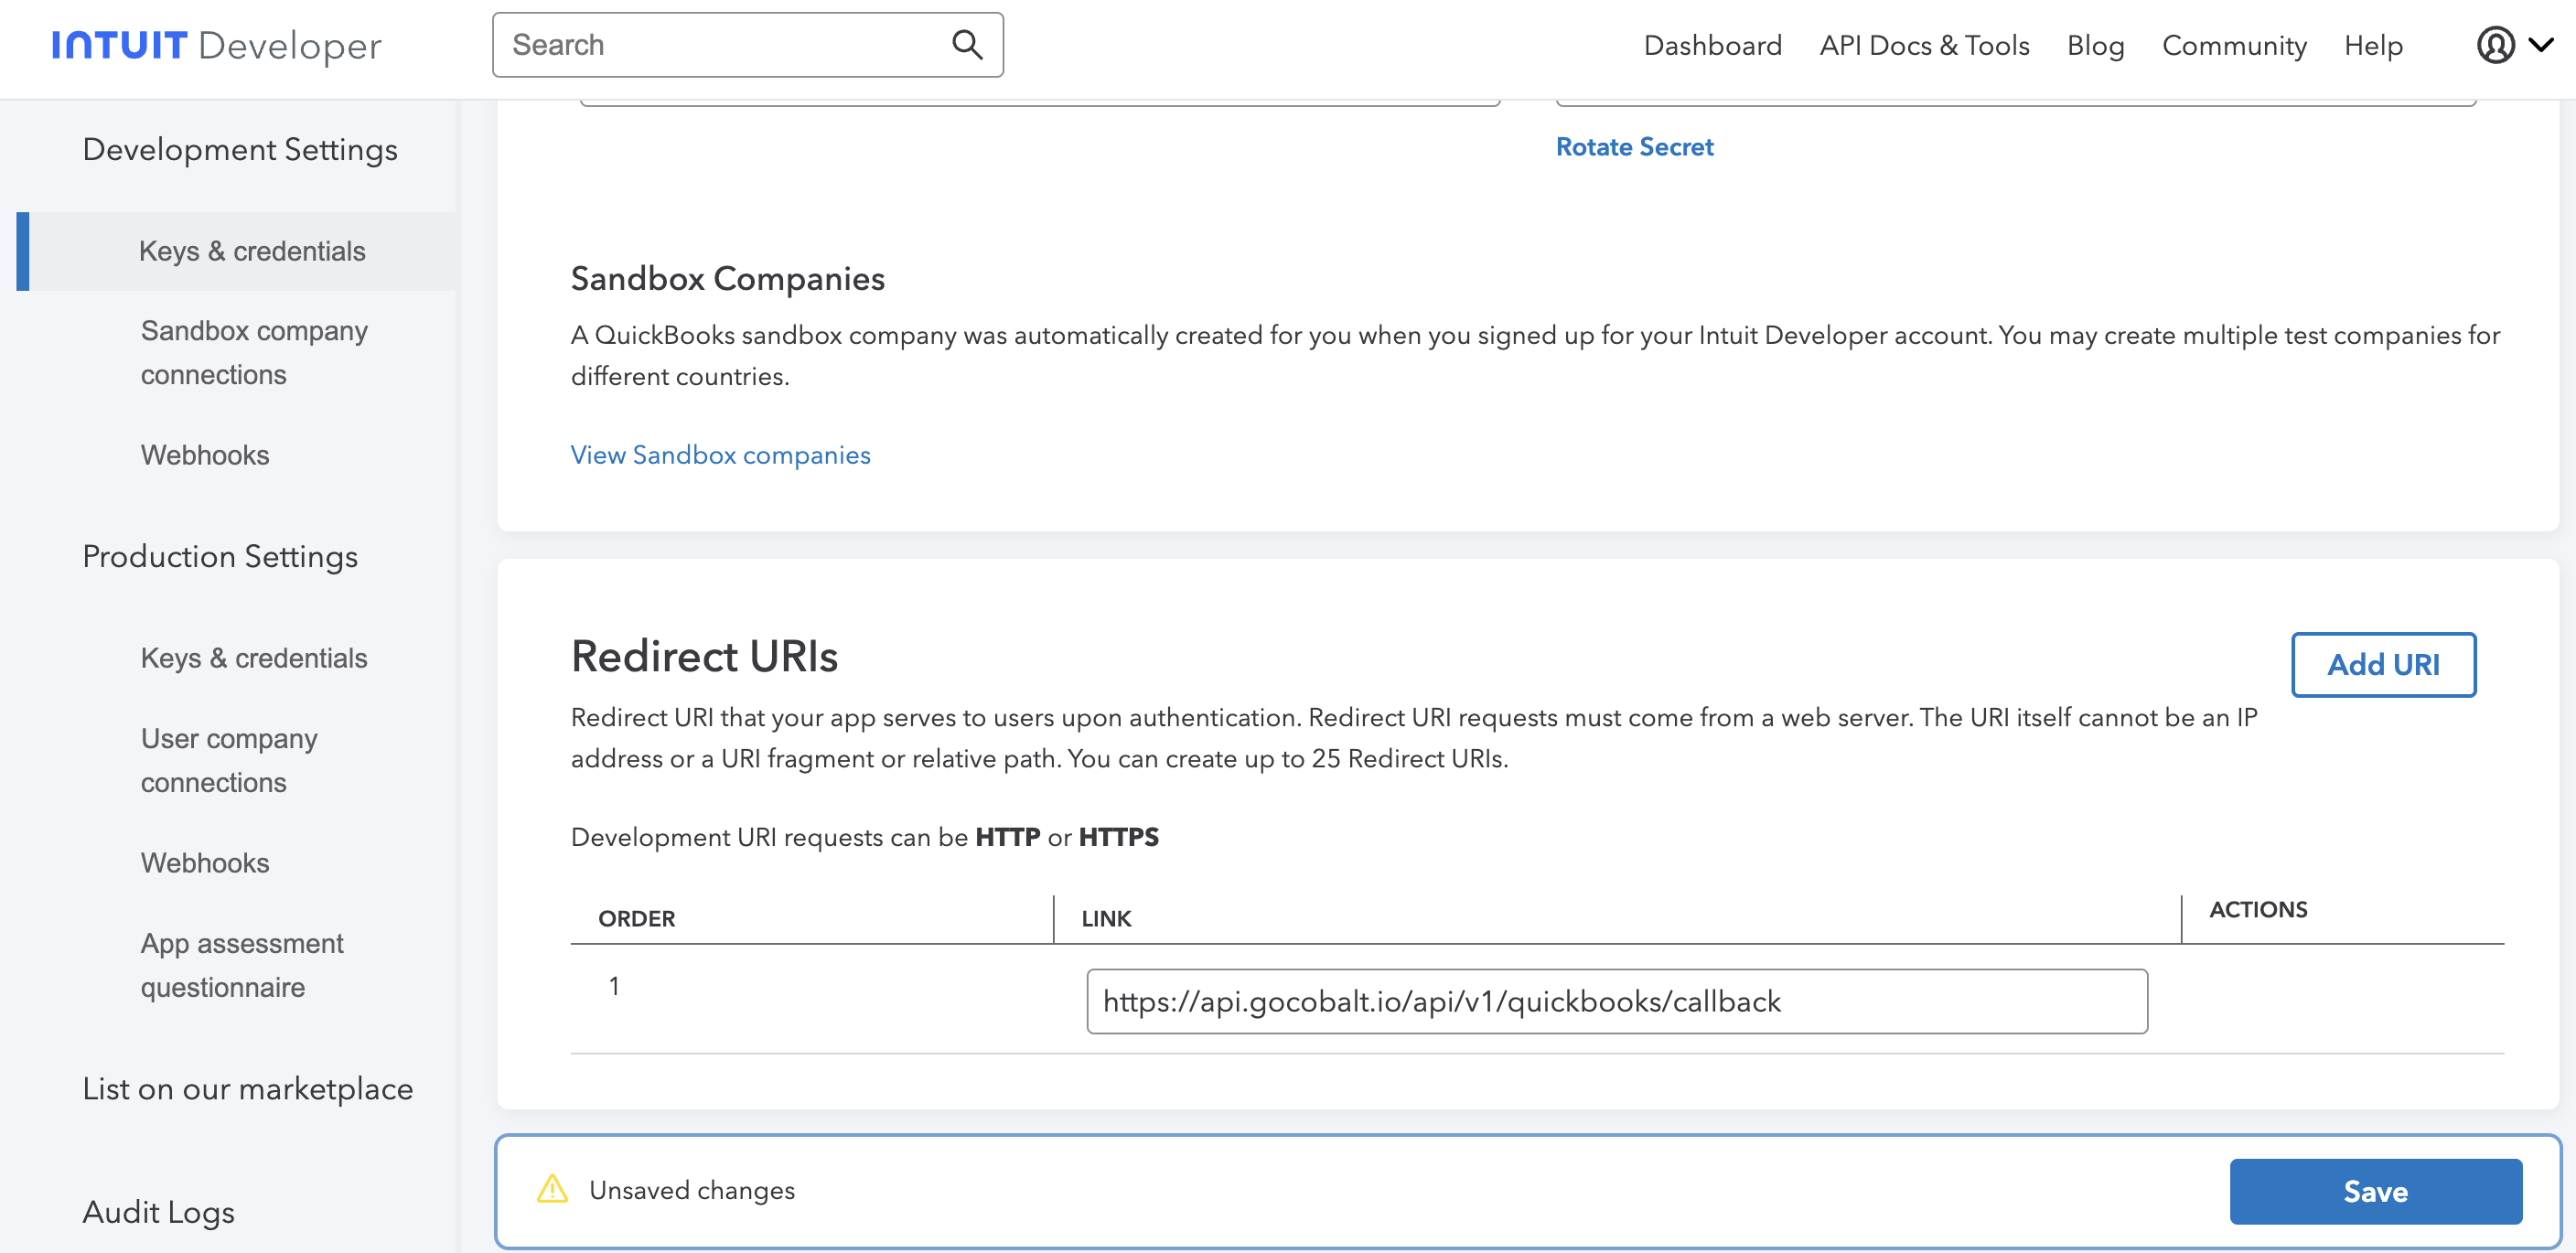 INTUIT Developer
Search
Dashboard
API Docs & Tools
Blog
Community
Help
Development Settings
Keys & credentials
Sandbox company
connections
Webhooks
Production Settings
Keys & credentials
User company
connections
Webhooks
App assessment
questionnaire
List on our marketplace
Audit Logs
Rotate Secret
Sandbox Companies
A QuickBooks sandbox company was automatically created for you when you signed up for your Intuit Developer account. You may create multiple test companies for
different countries.
View Sandbox companies
Redirect URIs
Add URI
Redirect URI that your app serves to users upon authentication. Redirect URI requests must come from a web server. The URI itself cannot be an IP
address or a URI fragment or relative path. You can create up to 25 Redirect URIs.
Development URI requests can be HTTP or HTTPS
ORDER
LINK
ACTIONS
1
https://api.gocobalt.io/api/v1/quickbooks/callback
Unsaved changes
Save